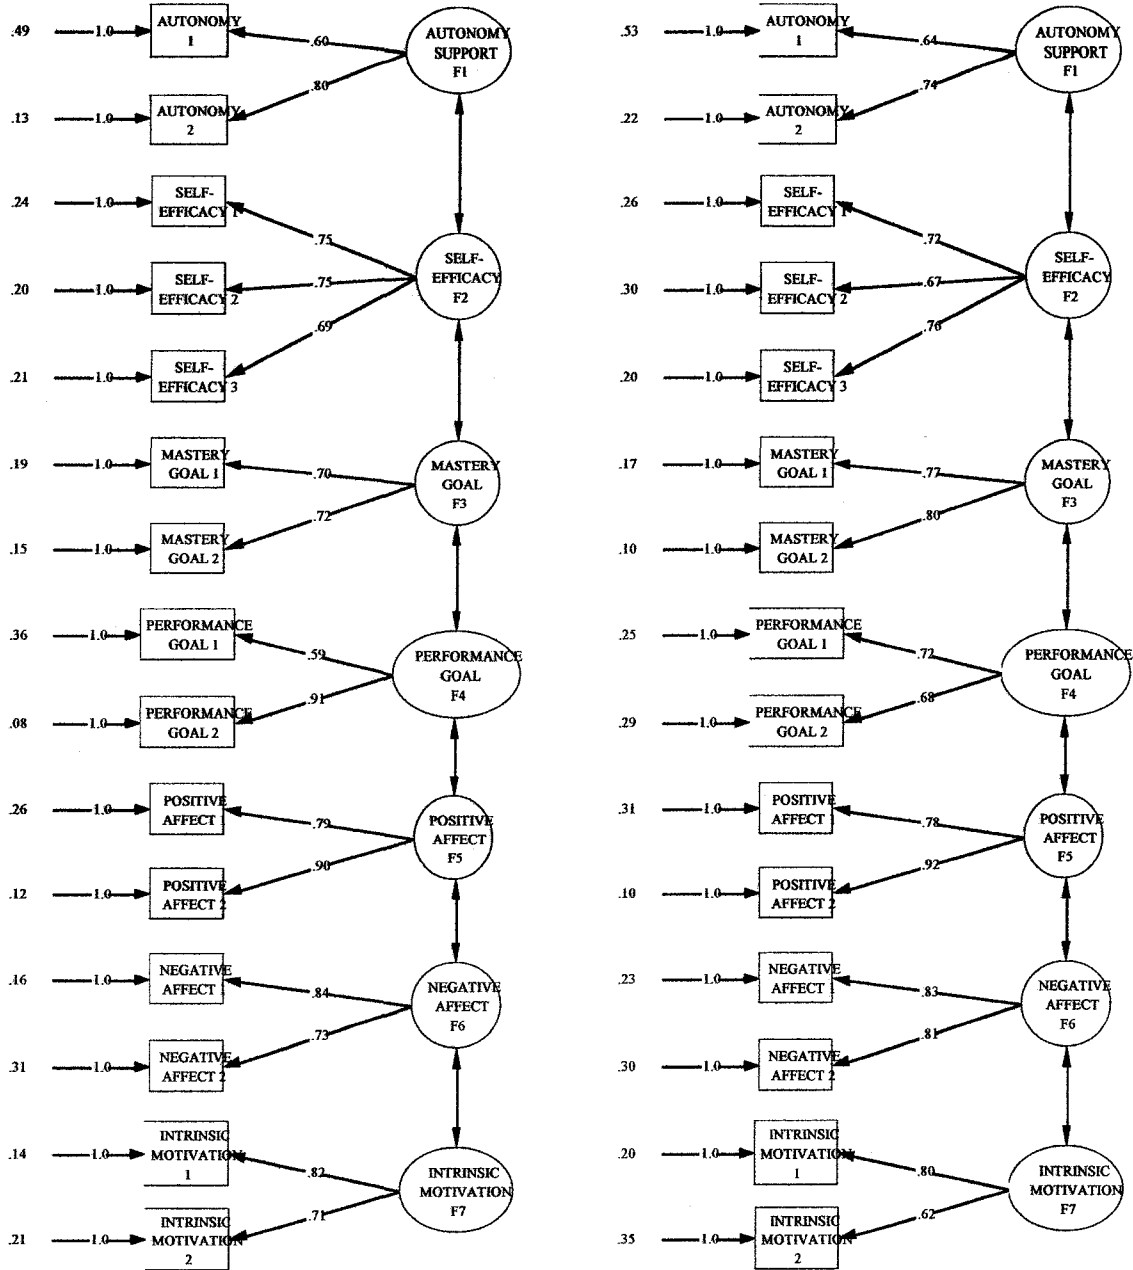 .49
1.0
AUTONOMY
1
.60
AUTONOMY
SUPPORT
F1
.80
.13
1.0
AUTONOMY
2
.24
1.0
SELF-
EFFICACY 1
.75
SELF-
EFFICACY
F2
.20
1.0
SELF-
EFFICACY 2
.75
.69
.21
1.0
SELF-
EFFICACY 3
.19
1.0
MASTERY
GOAL 1
.70
MASTERY
GOAL
F3
.72
.15
1.0
MASTERY
GOAL 2
.36
1.0
PERFORMANCE
GOAL 1
.59
PERFORMANCE
GOAL
F4
.91
.08
1.0
PERFORMANCE
GOAL 2
.26
1.0
POSITIVE
AFFECT 1
.79
POSITIVE
AFFECT
F5
.90
.12
1.0
POSITIVE
AFFECT 2
.16
1.0
NEGATIVE
AFFECT 1
.84
NEGATIVE
AFFECT
F6
.73
.31
1.0
NEGATIVE
AFFECT 2
.14
1.0
INTRINSIC
MOTIVATION
1
.82
INTRINSIC
MOTIVATION
F7
.71
.21
1.0
INTRINSIC
MOTIVATION
2
.53
1.0
AUTONOMY
1
.64
AUTONOMY
SUPPORT
F1
.74
.22
1.0
AUTONOMY
2
.26
1.0
SELF-
EFFICACY 1
.72
SELF-
EFFICACY
F2
.30
1.0
SELF-
EFFICACY 2
.67
.76
.20
1.0
SELF-
EFFICACY 3
.17
1.0
MASTERY
GOAL 1
.77
MASTERY
GOAL
F3
.80
.10
1.0
MASTERY
GOAL 2
.25
1.0
PERFORMANCE
GOAL 1
.72
PERFORMANCE
GOAL
F4
.68
.29
1.0
PERFORMANCE
GOAL 2
.31
1.0
POSITIVE
AFFECT 1
.78
POSITIVE
AFFECT
F5
.92
.10
1.0
POSITIVE
AFFECT 2
.23
1.0
NEGATIVE
AFFECT 1
.83
NEGATIVE
AFFECT
F6
.81
.30
1.0
NEGATIVE
AFFECT 2
.20
1.0
INTRINSIC
MOTIVATION
1
.80
INTRINSIC
MOTIVATION
F7
.62
.35
1.0
INTRINSIC
MOTIVATION
2